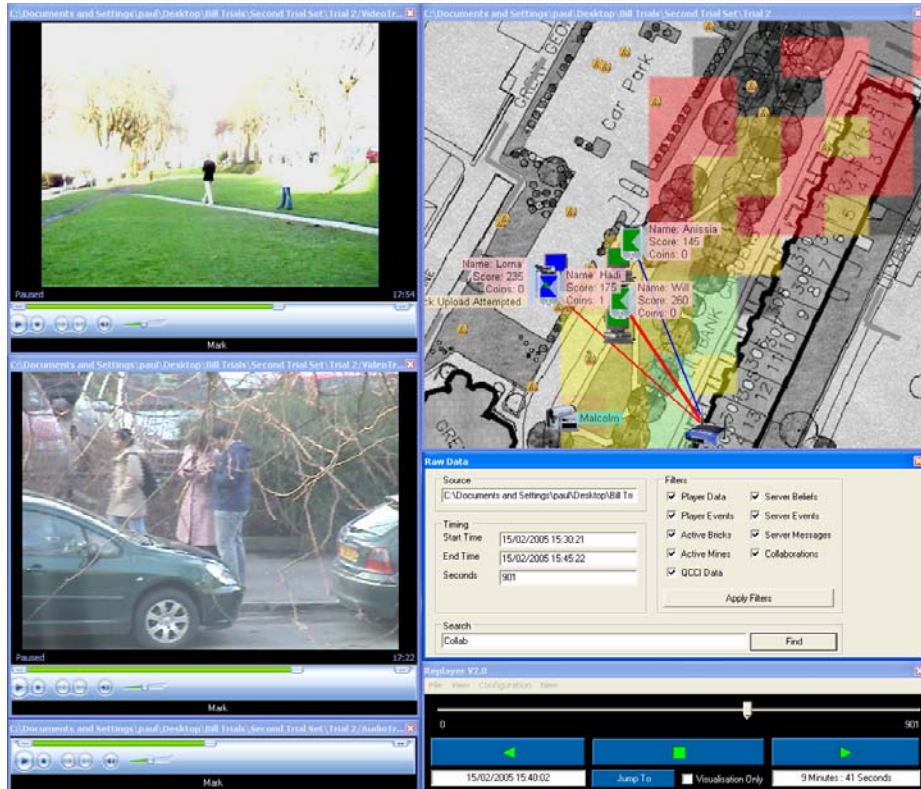 C:\Documents and Settings\paul\Desktop\Bill Trials\Second Trial Set\Trial 2/VideoTr...
Paused
17:54
Mark
C:\Documents and Settings\paul\Desktop\Bill Trials\Second Trial Set\Trial 2/VideoTr...
Paused
17:22
Mark
C:\Documents and Settings\paul\Desktop\Bill Trials\Second Trial Set\Trial 2/AudioTr...
Mark
C:\Documents and Settings\paul\Desktop\Bill Trials\Second Trial Set\Trial 2
Car Park
Name: Anissia
Score: 145
Coins: 0
Name: Lorna
Score: 235
Coins: 0
Name: Hadi
Score: 175
Coins: 1
Name: Will
Score: 260
Coins: 0
ck Upload Attempted
BANK
Malcolm
Raw Data
Source
C:\Documents and Settings\paul\Desktop\Bill Tri
Timing
Start Time
15/02/2005 15:30:21
End Time
15/02/2005 15:45:22
Seconds
901
Filters
Player Data
Server Beliefs
Player Events
Server Events
Active Bricks
Server Messages
Active Mines
Collaborations
QCCI Data
Apply Filters
Search
Collab
Find
Replayer V2.0
File View Configuration New
0
901
15/02/2005 15:40:02
Jump To
Visualisation Only
9 Minutes : 41 Seconds